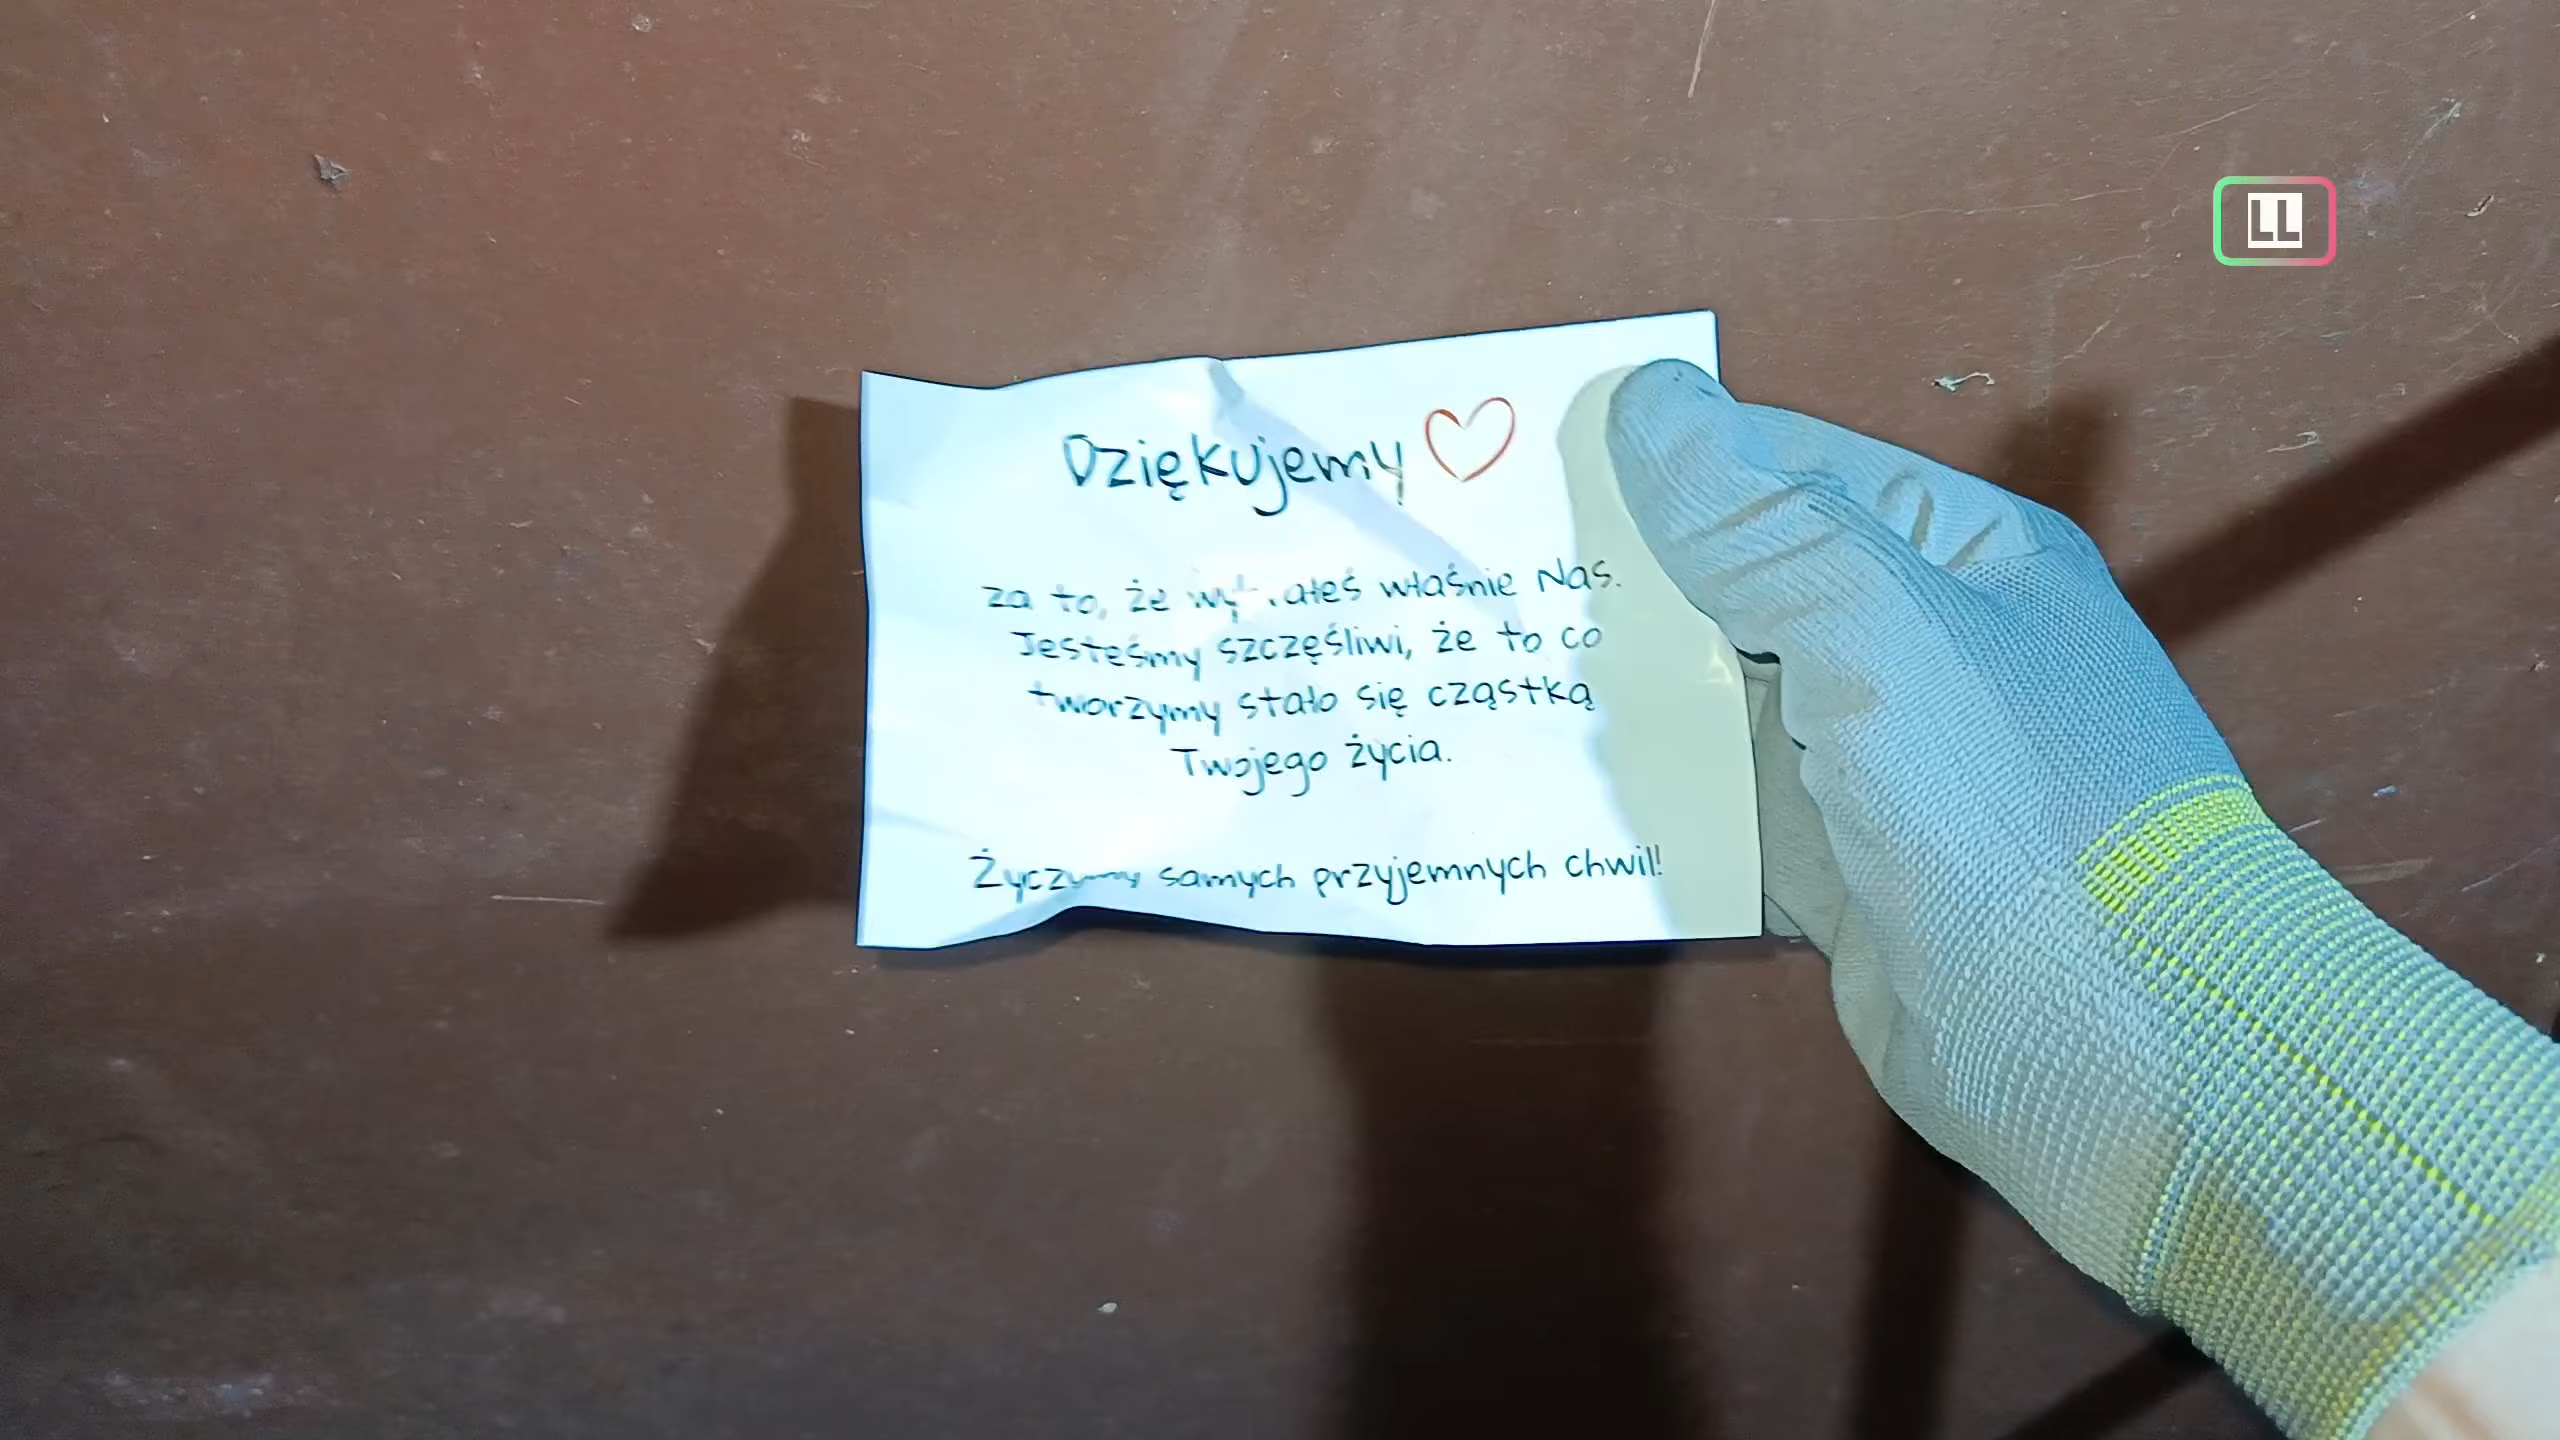 LL
Dziękujemy
za to, że właśnie Nas.
Jesteśmy szczęśliwi, że to co
tworzymy stało się cząstką
Twojego życia.
Życzymy samych przyjemnych chwil!